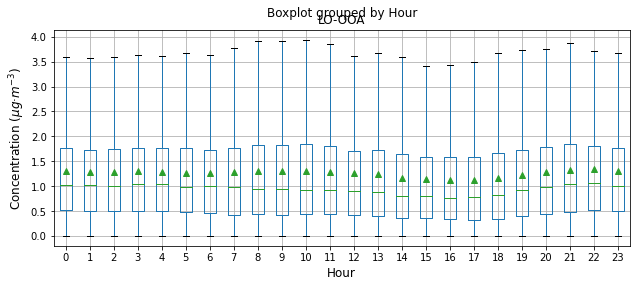 Boxplot grouped by Hour
LO-OOA
Concentration (μg·m⁻³)
4.0
3.5
3.0
2.5
2.0
1.5
1.0
0.5
0.0
0 1 2 3 4 5 6 7 8 9 10 11 12 13 14 15 16 17 18 19 20 21 22 23
Hour